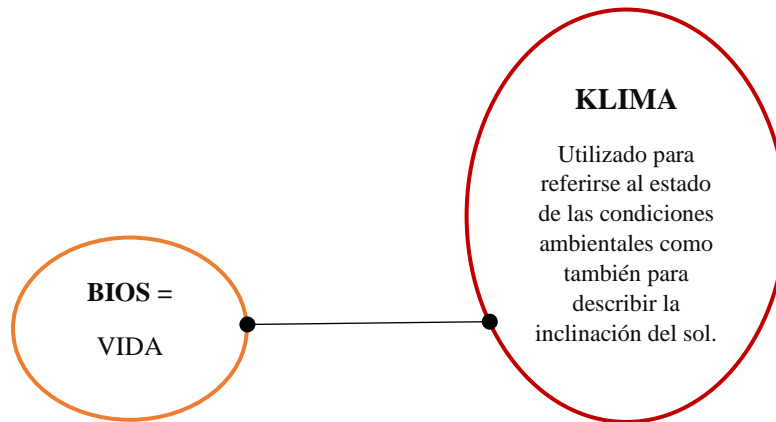 BIOS =
VIDA
KLIMA
Utilizado para
referirse al estado
de las condiciones
ambientales como
también para
describir la
inclinación del sol.